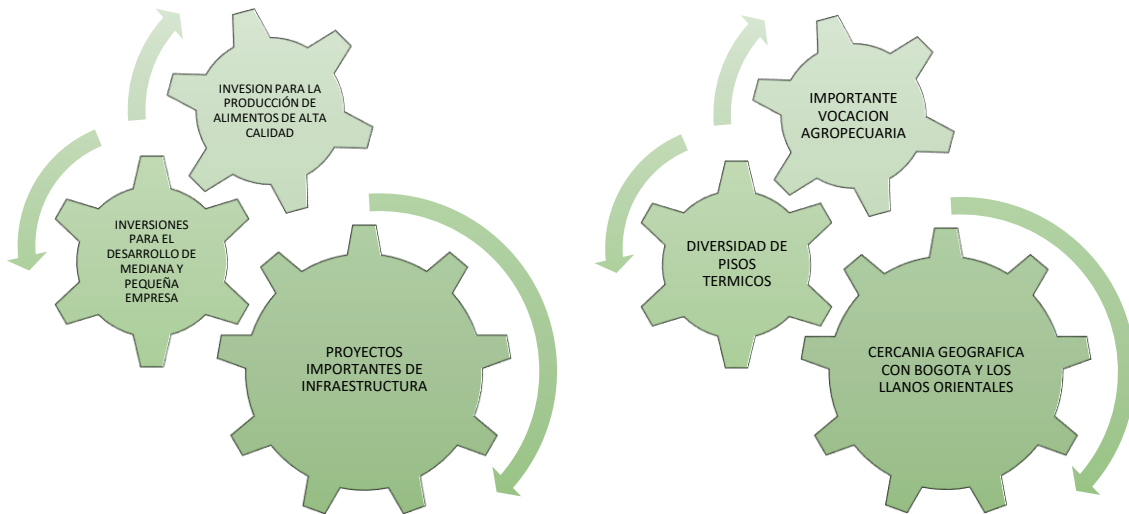 INVESION PARA LA
PRODUCCIÓN DE
ALIMENTOS DE ALTA
CALIDAD
INVERSIONES
PARA EL
DESARROLLO DE
MEDIANA Y
PEQUEÑA
EMPRESA
PROYECTOS
IMPORTANTES DE
INFRAESTRUCTURA
IMPORTANTE
VOCACION
AGROPECUARIA
DIVERSIDAD DE
PISOS
TERMICOS
CERCANIA GEOGRAFICA
CON BOGOTA Y LOS
LLANOS ORIENTALES